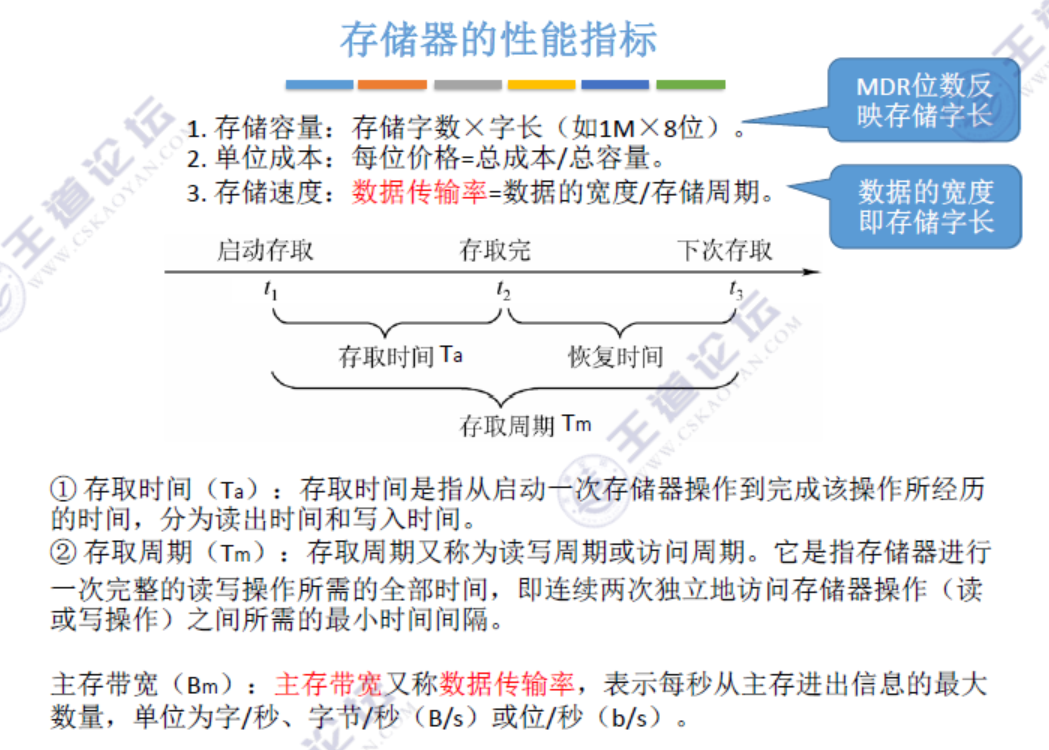 存储器的性能指标
MDR位数反
映存储字长
1. 存储容量：存储字数×字长（如1M×8位）。
2. 单位成本：每位价格=总成本/总容量。
3. 存储速度：数据传输率=数据的宽度/存储周期。
数据的宽度
即存储字长
启动存取 存取完 下次存取
t1 t2 t3
存取时间 Ta 恢复时间
存取周期 Tm
① 存取时间（Ta）：存取时间是指从启动一次存储器操作到完成该操作所经历
的时间，分为读出时间和写入时间。
② 存取周期（Tm）：存取周期又称为读写周期或访问周期。它是指存储器进行
一次完整的读写操作所需的全部时间，即连续两次独立地访问存储器操作（读
或写操作）之间所需的最小时间间隔。
主存带宽（Bm）：主存带宽又称数据传输率，表示每秒从主存进出信息的最大
数量，单位为字/秒、字节/秒（B/s）或位/秒（b/s）。
王道论坛
WWW.CSKAOYAN.COM
王道论坛
WWW.CSKAOYAN.COM